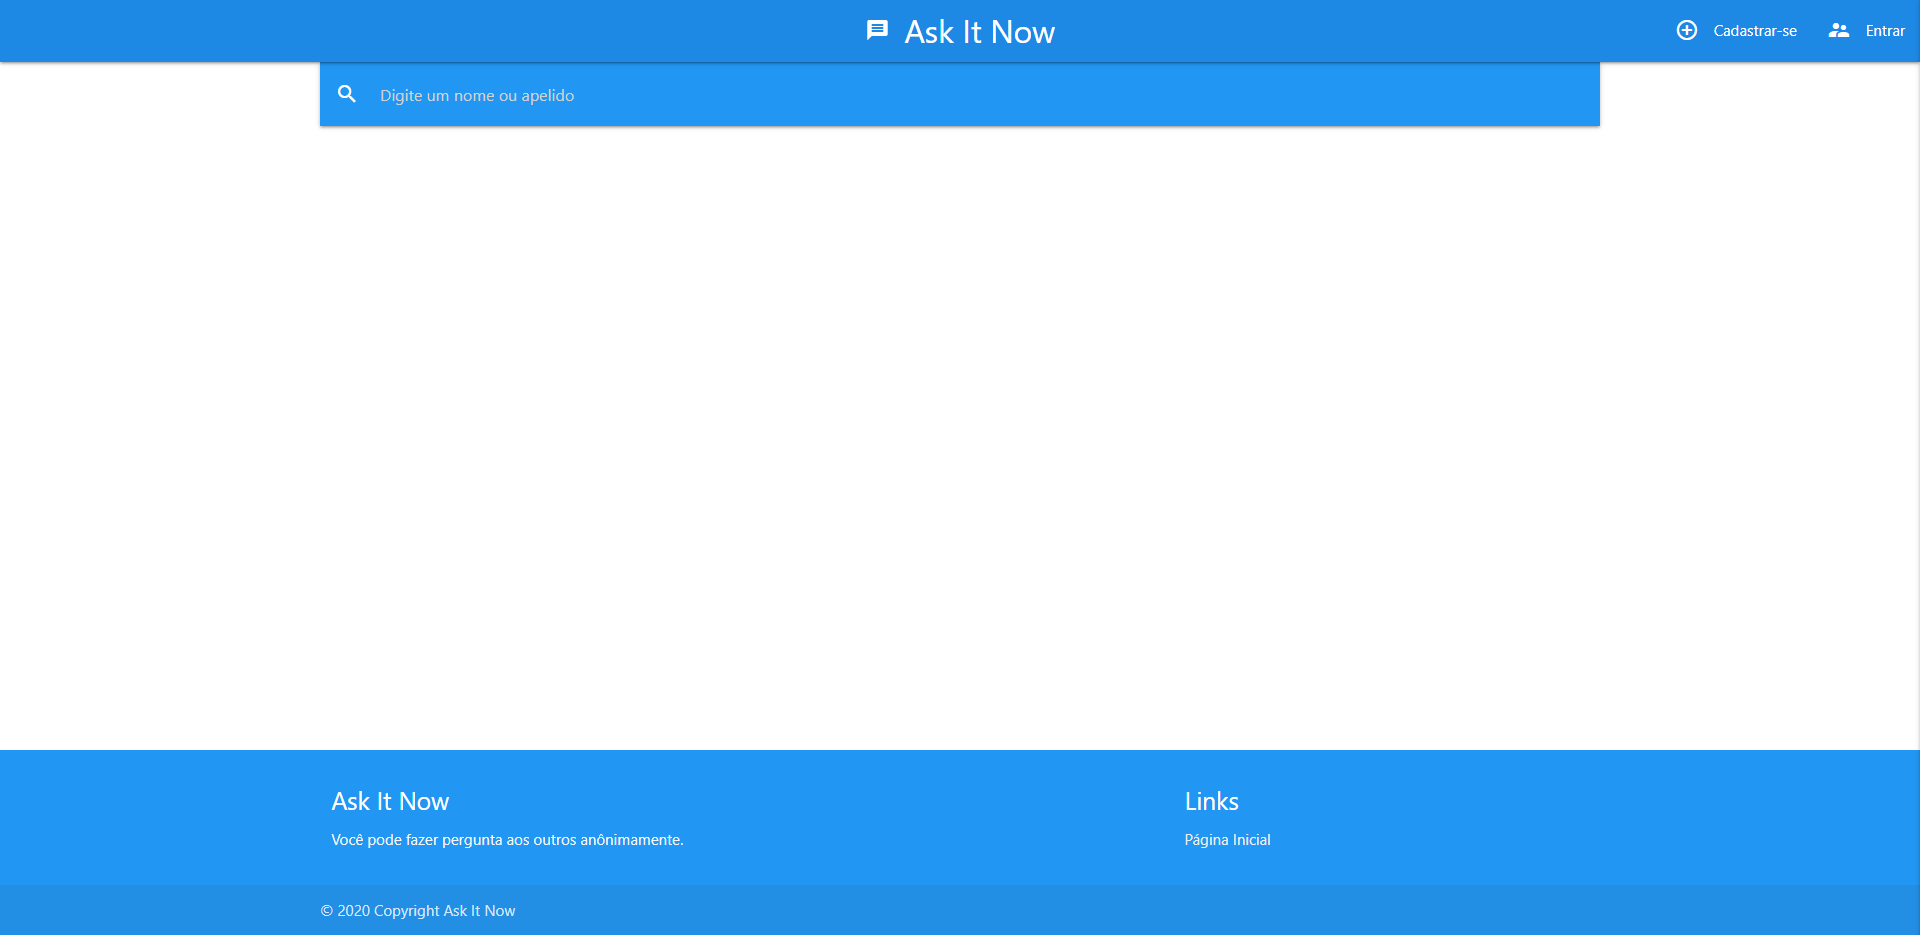 Ask It Now
Cadastrar-se
Entrar
Digite um nome ou apelido
Ask It Now
Você pode fazer pergunta aos outros anônimamente.
Links
Página Inicial
© 2020 Copyright Ask It Now